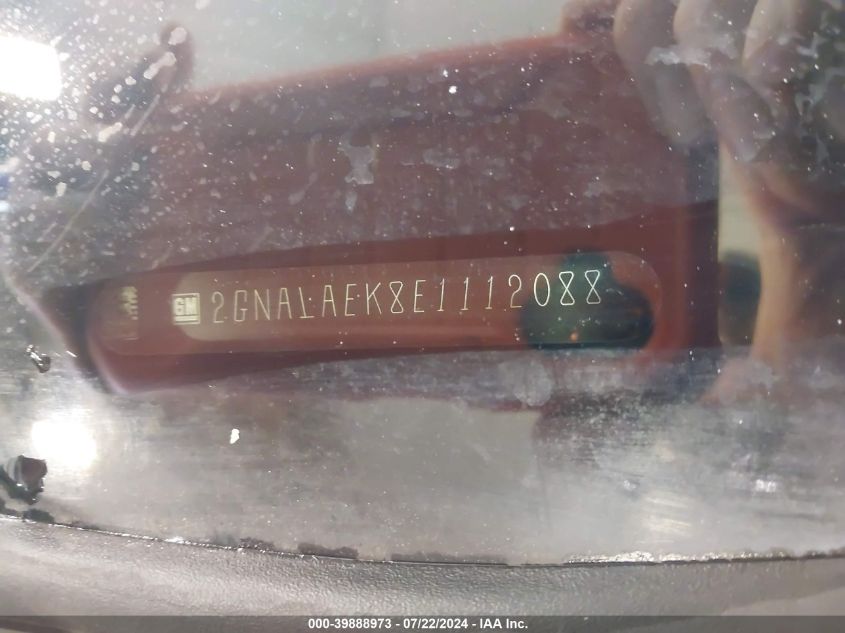 GM 2GNALAEK8E1112088
000-39888973 - 07/22/2024 - IAA Inc.